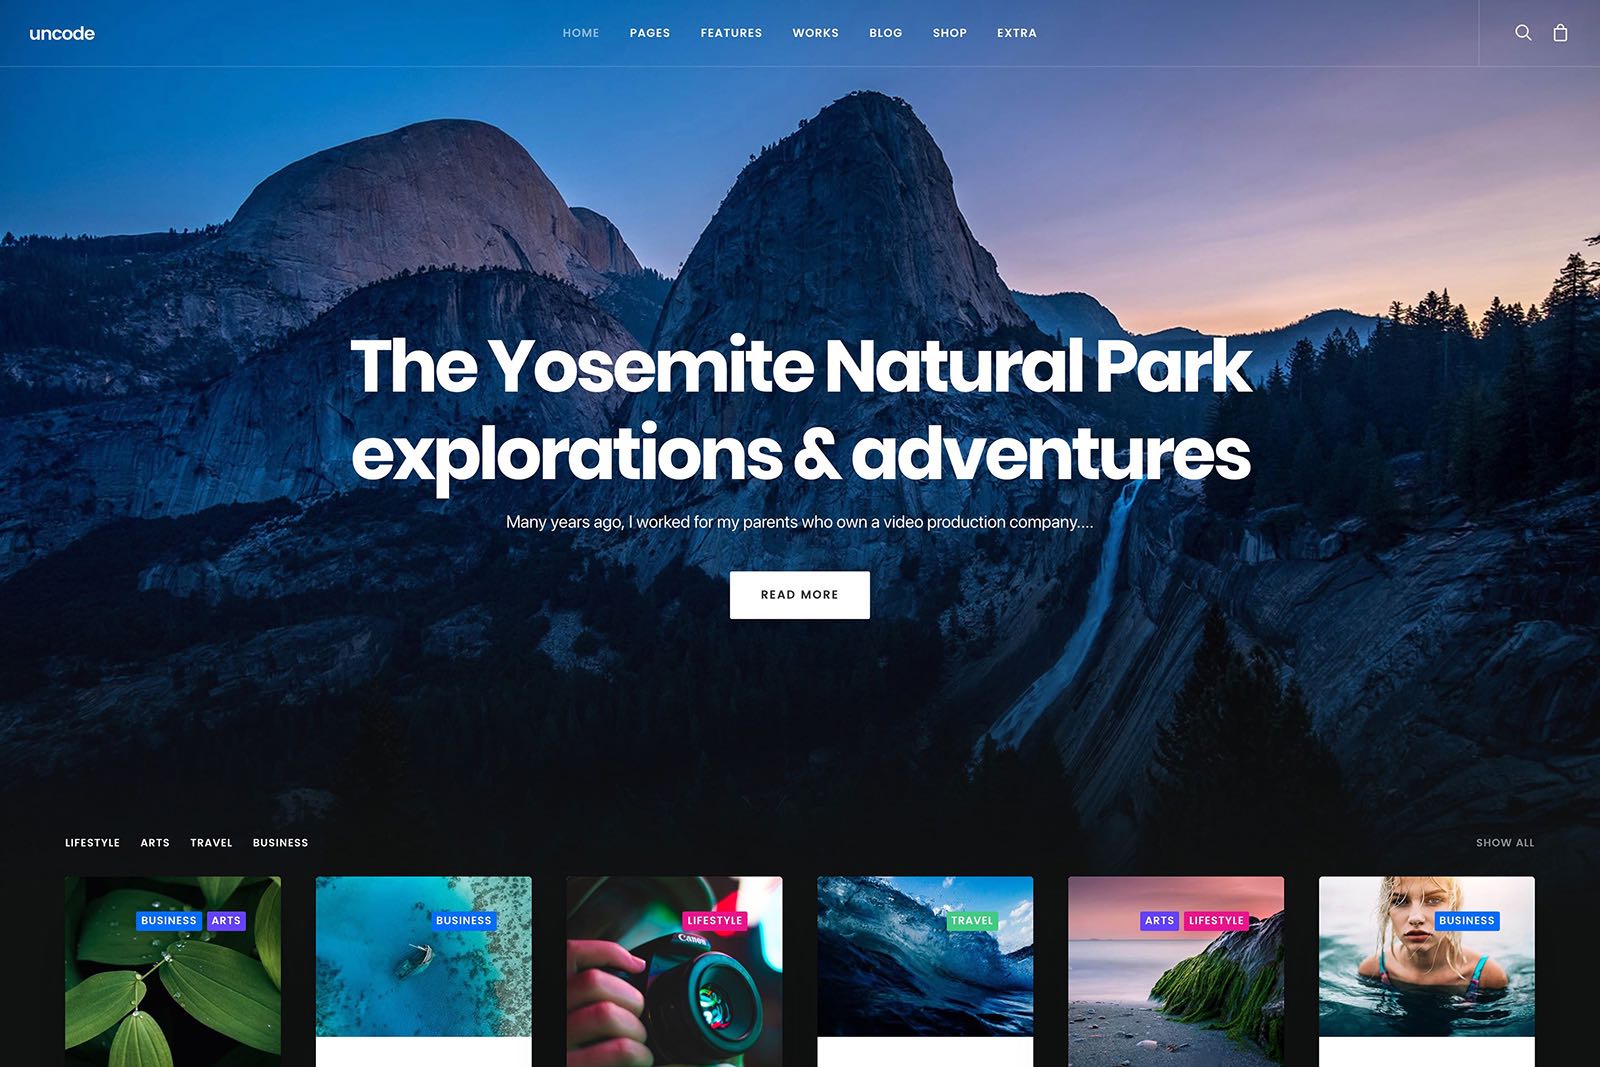 uncode
HOME PAGES FEATURES WORKS BLOG SHOP EXTRA
The Yosemite Natural Park
explorations & adventures
Many years ago, I worked for my parents who own a video production company....
READ MORE
LIFESTYLE ARTS TRAVEL BUSINESS
SHOW ALL
BUSINESS ARTS
BUSINESS
LIFESTYLE
Canon
TRAVEL
ARTS LIFESTYLE
BUSINESS